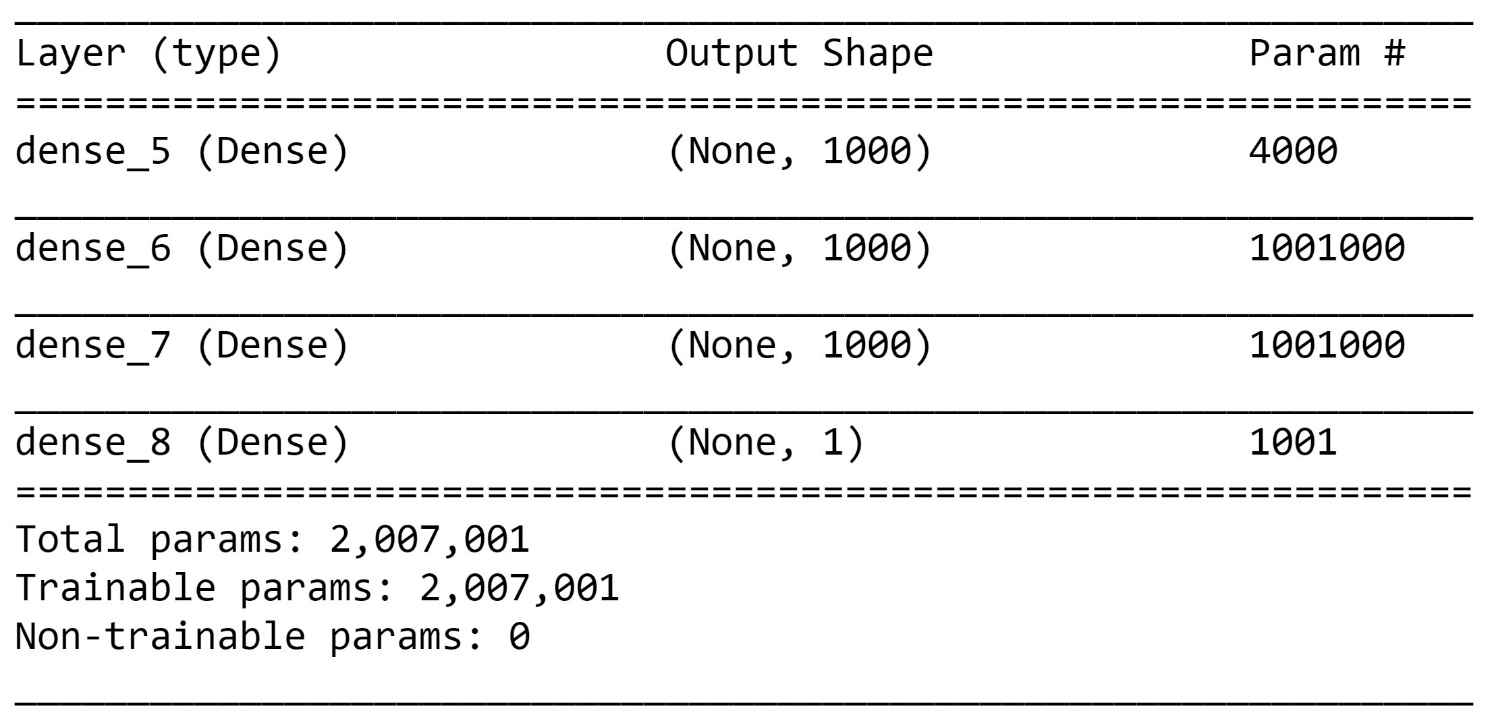 Layer (type) Output Shape Param #
=================================================================
dense_5 (Dense) (None, 1000) 4000
dense_6 (Dense) (None, 1000) 1001000
dense_7 (Dense) (None, 1000) 1001000
dense_8 (Dense) (None, 1) 1001
=================================================================
Total params: 2,007,001
Trainable params: 2,007,001
Non-trainable params: 0